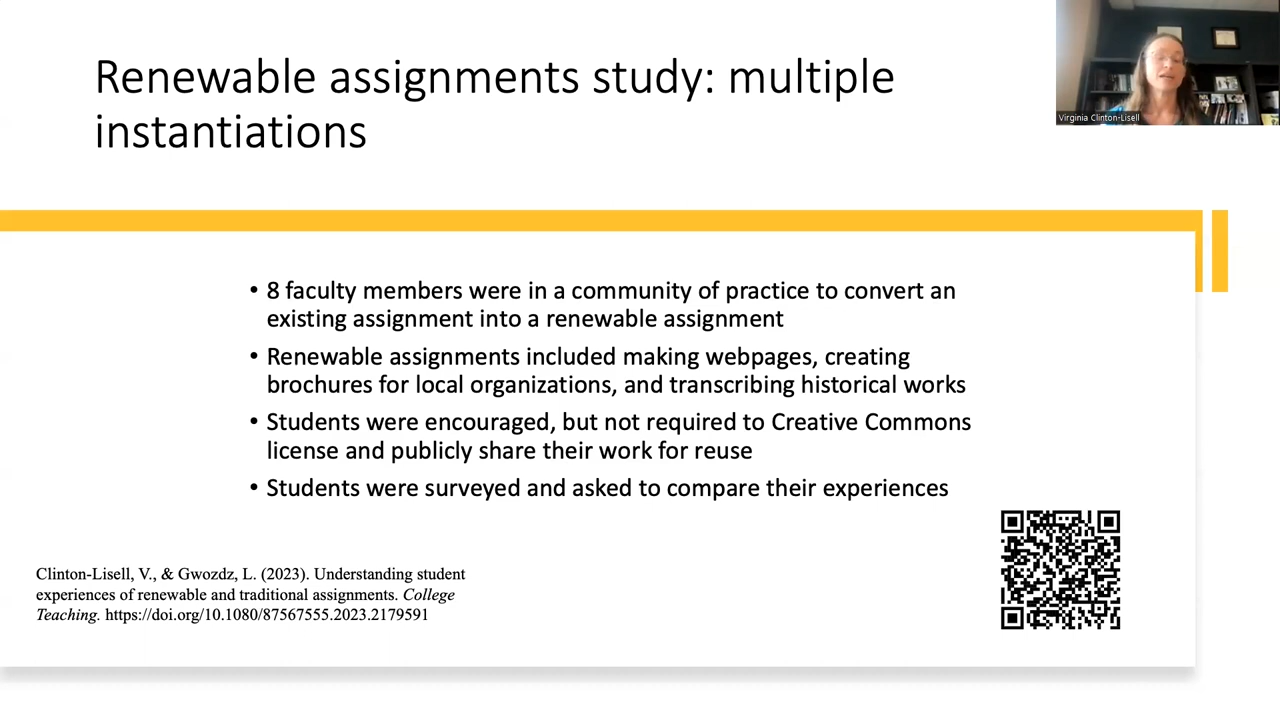 Renewable assignments study: multiple
instantiations
Virginia Clinton-Lisell
• 8 faculty members were in a community of practice to convert an
existing assignment into a renewable assignment
• Renewable assignments included making webpages, creating
brochures for local organizations, and transcribing historical works
• Students were encouraged, but not required to Creative Commons
license and publicly share their work for reuse
• Students were surveyed and asked to compare their experiences
Clinton-Lisell, V., & Gwozdz, L. (2023). Understanding student
experiences of renewable and traditional assignments. College
Teaching. https://doi.org/10.1080/87567555.2023.2179591